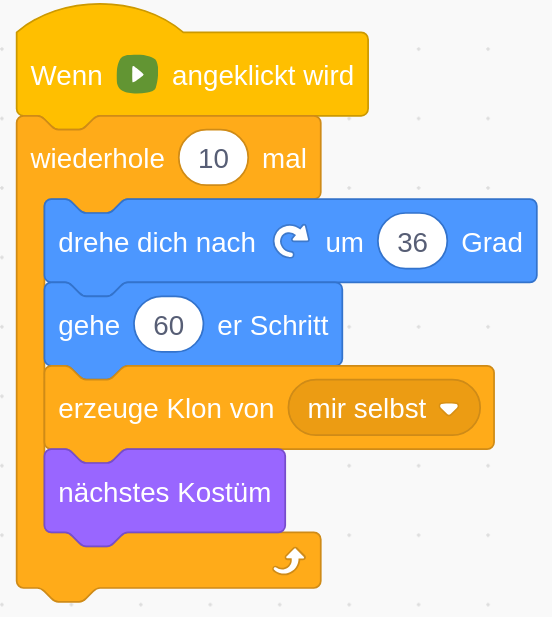 Wenn angeklickt wird
wiederhole 10 mal
drehe dich nach um 36 Grad
gehe 60 er Schritt
erzeuge Klon von mir selbst
nächstes Kostüm